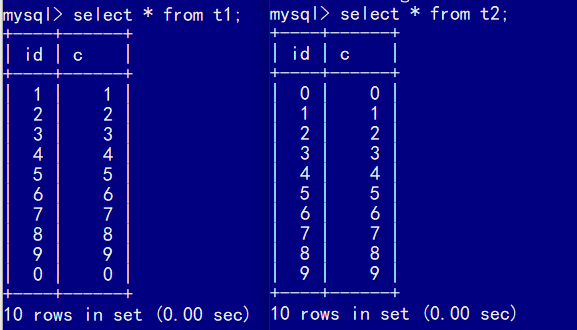 mysql> select * from t1;
+----+------+
| id | c    |
+----+------+
|  1 |    1 |
|  2 |    2 |
|  3 |    3 |
|  4 |    4 |
|  5 |    5 |
|  6 |    6 |
|  7 |    7 |
|  8 |    8 |
|  9 |    9 |
|  0 |    0 |
+----+------+
10 rows in set (0.00 sec)
mysql> select * from t2;
+----+------+
| id | c    |
+----+------+
|  0 |    0 |
|  1 |    1 |
|  2 |    2 |
|  3 |    3 |
|  4 |    4 |
|  5 |    5 |
|  6 |    6 |
|  7 |    7 |
|  8 |    8 |
|  9 |    9 |
+----+------+
10 rows in set (0.00 sec)